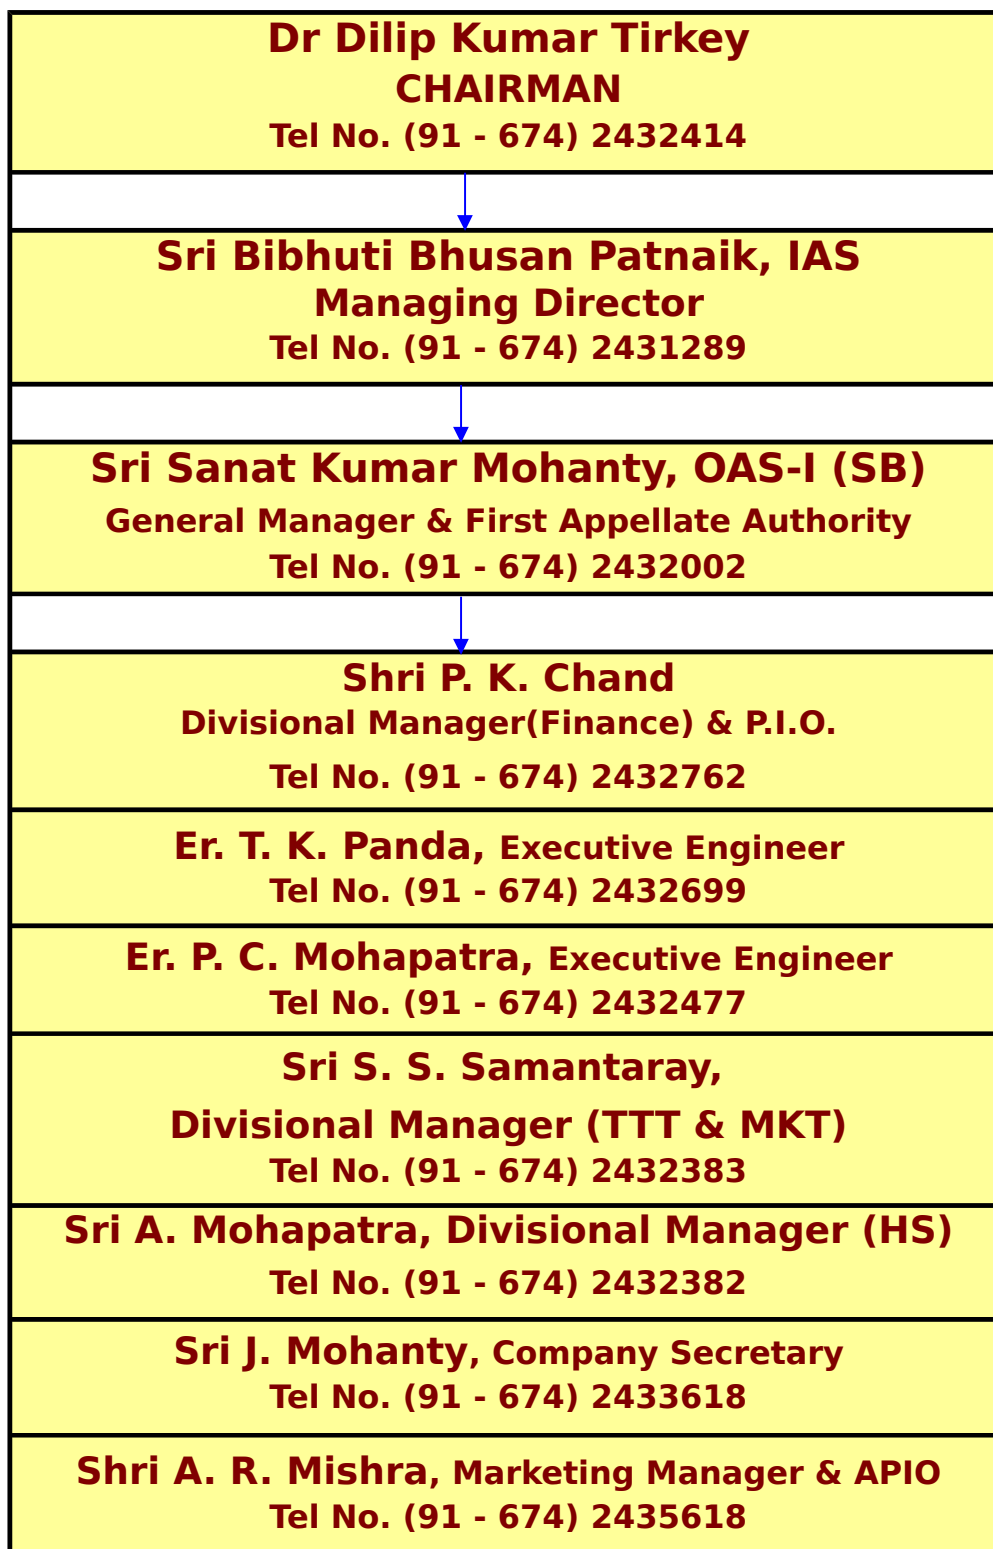 Dr Dilip Kumar Tirkey
CHAIRMAN
Tel No. (91 - 674) 2432414
Sri Bibhuti Bhusan Patnaik, IAS
Managing Director
Tel No. (91 - 674) 2431289
Sri Sanat Kumar Mohanty, OAS-I (SB)
General Manager & First Appellate Authority
Tel No. (91 - 674) 2432002
Shri P. K. Chand
Divisional Manager(Finance) & P.I.O.
Tel No. (91 - 674) 2432762
Er. T. K. Panda, Executive Engineer
Tel No. (91 - 674) 2432699
Er. P. C. Mohapatra, Executive Engineer
Tel No. (91 - 674) 2432477
Sri S. S. Samantaray,
Divisional Manager (TTT & MKT)
Tel No. (91 - 674) 2432383
Sri A. Mohapatra, Divisional Manager (HS)
Tel No. (91 - 674) 2432382
Sri J. Mohanty, Company Secretary
Tel No. (91 - 674) 2433618
Shri A. R. Mishra, Marketing Manager & APIO
Tel No. (91 - 674) 2435618